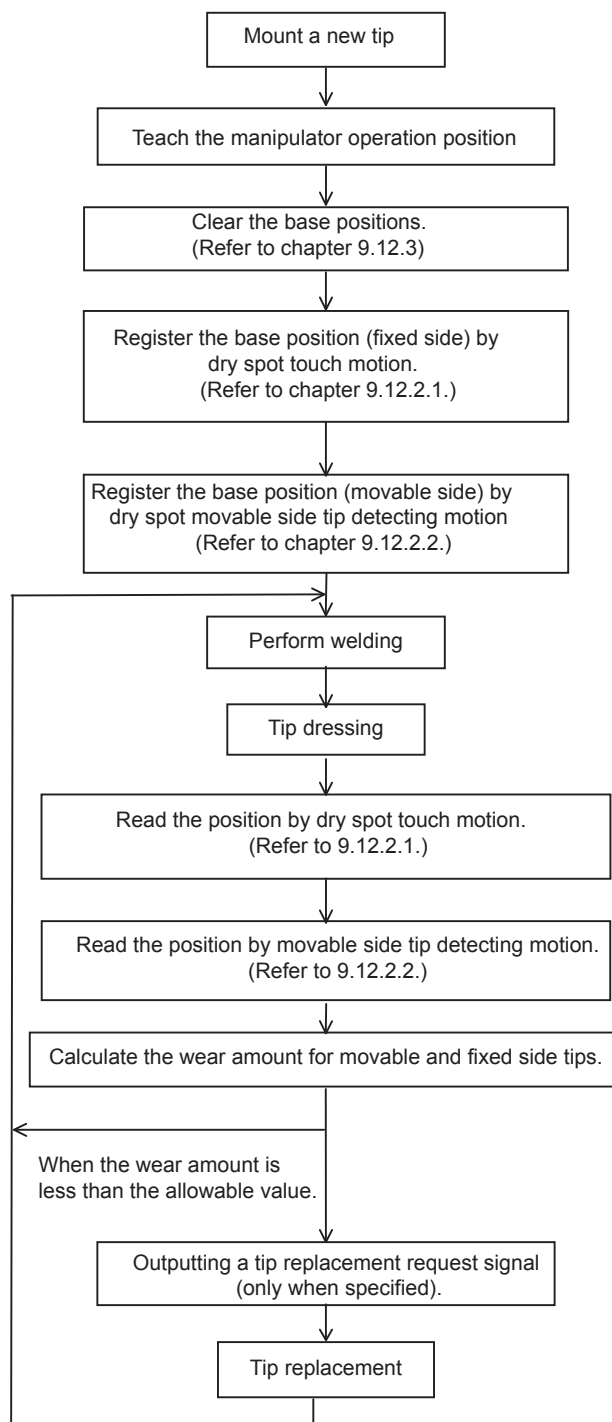 Mount a new tip
Teach the manipulator operation position
Clear the base positions.
(Refer to chapter 9.12.3)
Register the base position (fixed side) by
dry spot touch motion.
(Refer to chapter 9.12.2.1.)
Register the base position (movable side) by
dry spot movable side tip detecting motion
(Refer to chapter 9.12.2.2.)
Perform welding
Tip dressing
Read the position by dry spot touch motion.
(Refer to 9.12.2.1.)
Read the position by movable side tip detecting motion.
(Refer to 9.12.2.2.)
Calculate the wear amount for movable and fixed side tips.
When the wear amount is
less than the allowable value.
Outputting a tip replacement request signal
(only when specified).
Tip replacement